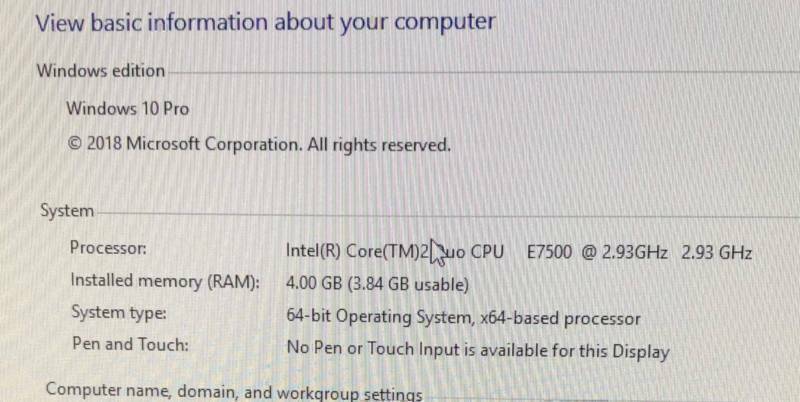 View basic information about your computer
Windows edition
Windows 10 Pro
© 2018 Microsoft Corporation. All rights reserved.
System
Processor: Intel(R) Core(TM)2 Duo CPU E7500 @ 2.93GHz 2.93 GHz
Installed memory (RAM): 4.00 GB (3.84 GB usable)
System type: 64-bit Operating System, x64-based processor
Pen and Touch: No Pen or Touch Input is available for this Display
Computer name, domain, and workgroup settings